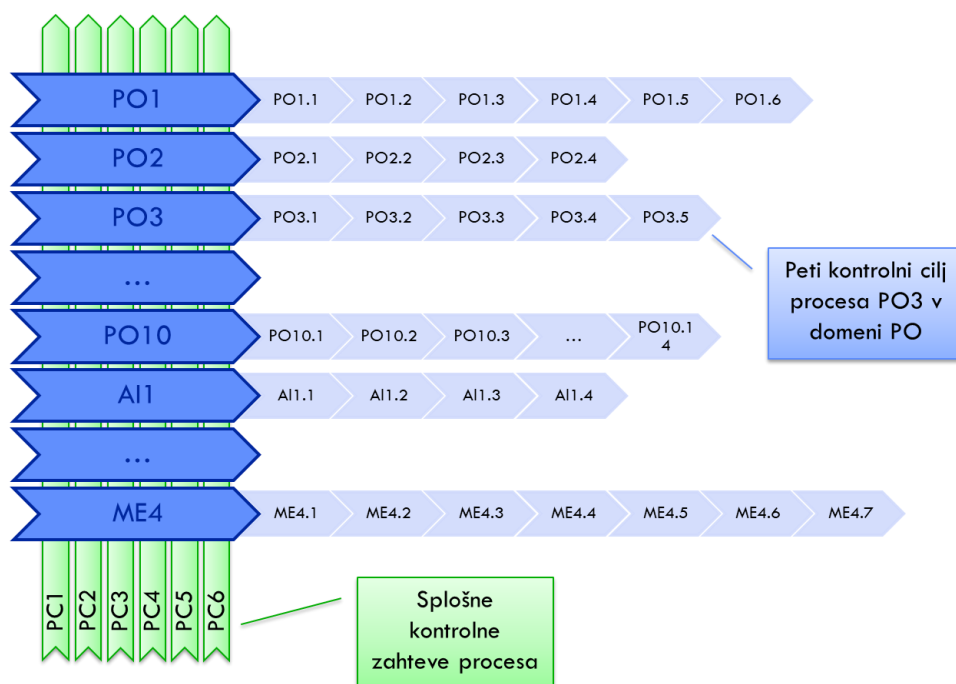 PO1
PO1.1 PO1.2 PO1.3 PO1.4 PO1.5 PO1.6
PO2
PO2.1 PO2.2 PO2.3 PO2.4
PO3
PO3.1 PO3.2 PO3.3 PO3.4 PO3.5
Peti kontrolni cilj
procesa PO3 v
domeni PO
...
PO10
PO10.1 PO10.2 PO10.3 ... PO10.1
4
AI1
AI1.1 AI1.2 AI1.3 AI1.4
...
ME4
ME4.1 ME4.2 ME4.3 ME4.4 ME4.5 ME4.6 ME4.7
PC1
PC2
PC3
PC4
PC5
PC6
Splošne
kontrolne
zahteve procesa